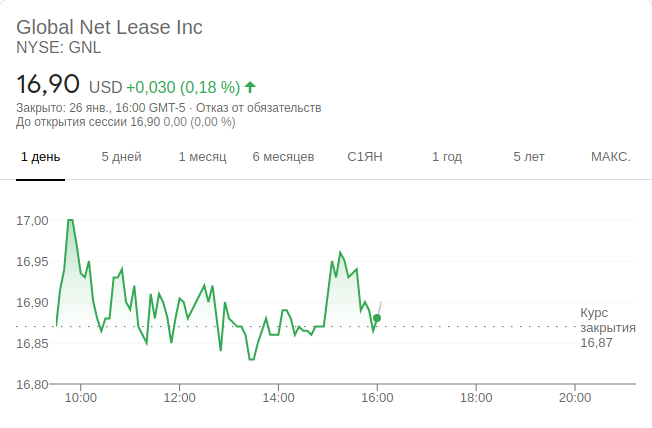 Global Net Lease Inc
NYSE: GNL
16,90 USD +0,030 (0,18 %)
Закрыто: 26 янв., 16:00 GMT-5 · Отказ от обязательств
До открытия сессии 16,90 0,00 (0,00 %)
1 день 5 дней 1 месяц 6 месяцев С1ЯН 1 год 5 лет МАКС.
17,00
16,95
16,90
Курс
закрытия
16,87
16,85
16,80
10:00 12:00 14:00 16:00 18:00 20:00